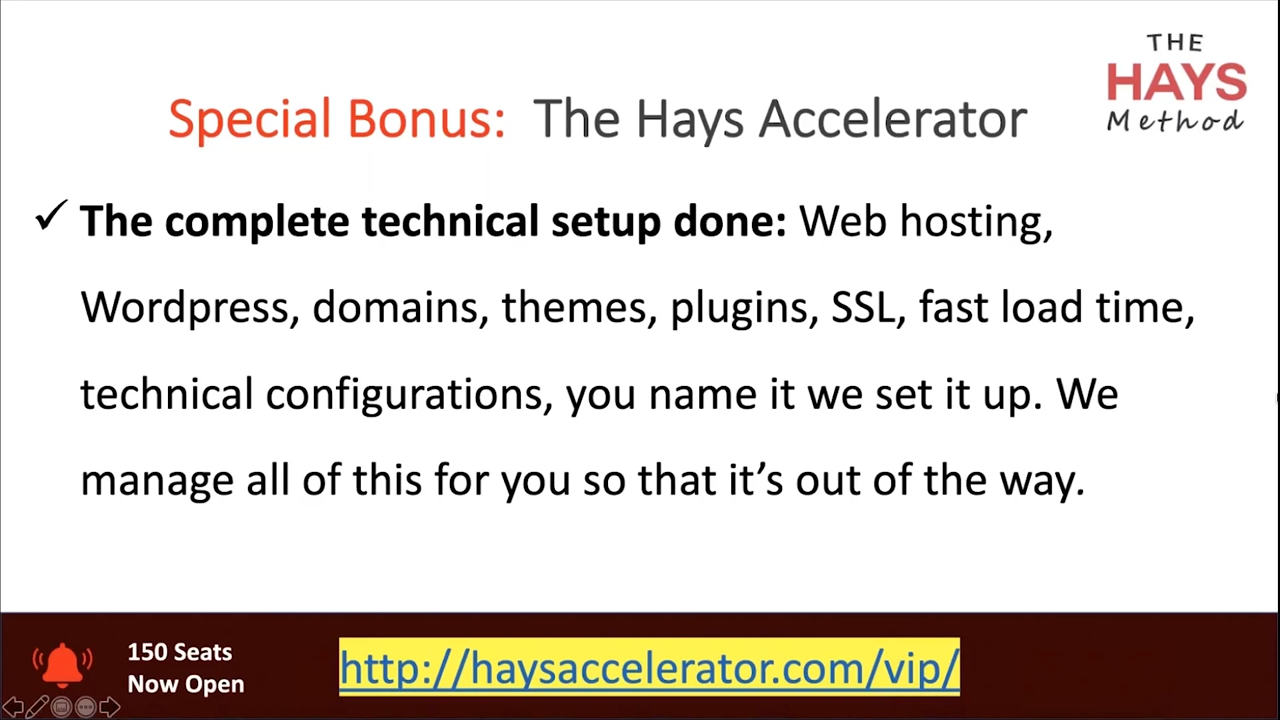 THE
HAYS
Method
Special Bonus: The Hays Accelerator
✓ The complete technical setup done: Web hosting,
Wordpress, domains, themes, plugins, SSL, fast load time,
technical configurations, you name it we set it up. We
manage all of this for you so that it’s out of the way.
150 Seats
Now Open
http://haysaccelerator.com/vip/